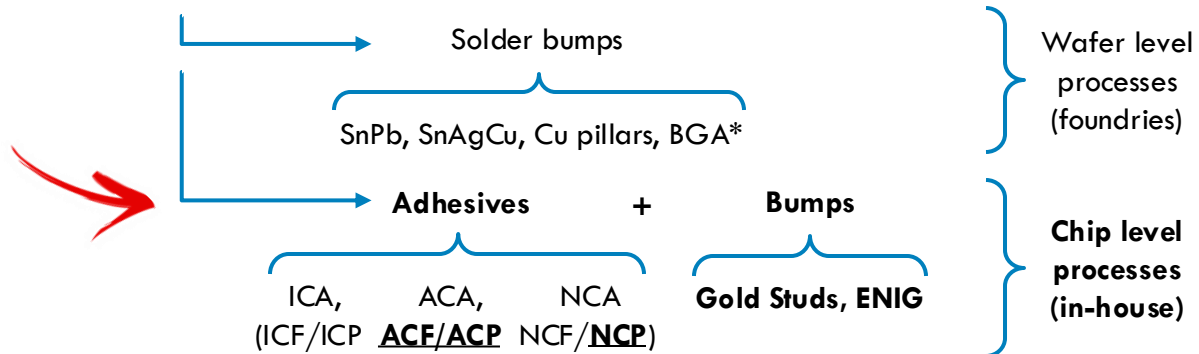 Solder bumps
SnPb, SnAgCu, Cu pillars, BGA*
Wafer level
processes
(foundries)
Adhesives + Bumps
ICA, ACA, NCA
(ICF/ICP ACF/ACP NCF/NCP)
Gold Studs, ENIG
Chip level
processes
(in-house)